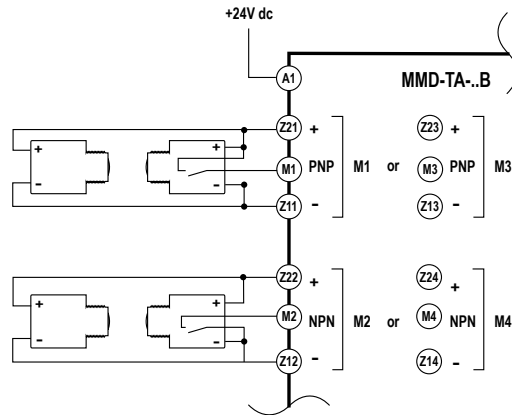 +24V dc
A1 MMD-TA-..B
Z21 + Z23 +
+ +
M1 PNP M1 or M3 PNP M3
- -
Z11 - Z13 -
Z22 + Z24 +
+ +
M2 NPN M2 or M4 NPN M4
- -
Z12 - Z14 -